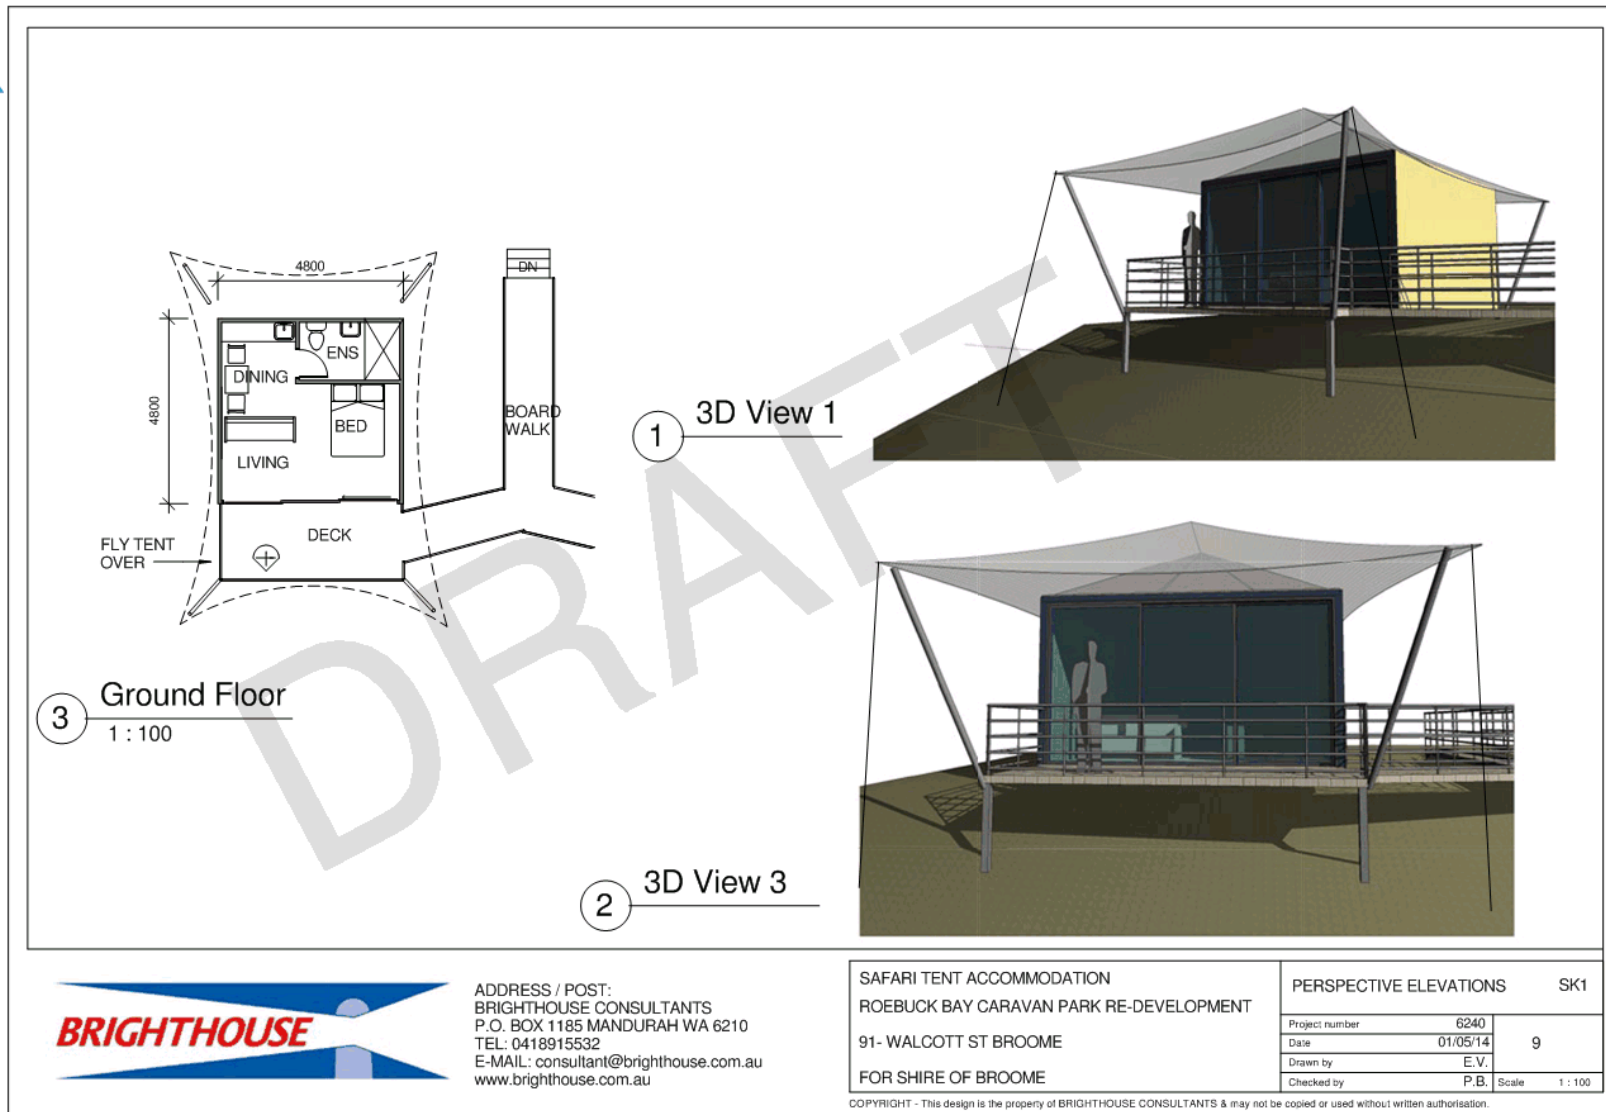 4800
DN
ENS
DINING
4800
BED
BOARD
WALK
LIVING
DECK
FLY TENT
OVER
3
Ground Floor
1 : 100
1
3D View 1
2
3D View 3
DRAFT
BRIGHTHOUSE
ADDRESS / POST:
BRIGHTHOUSE CONSULTANTS
P.O. BOX 1185 MANDURAH WA 6210
TEL: 0418915532
E-MAIL: consultant@brighthouse.com.au
www.brighthouse.com.au
SAFARI TENT ACCOMMODATION
ROEBUCK BAY CARAVAN PARK RE-DEVELOPMENT
91- WALCOTT ST BROOME
FOR SHIRE OF BROOME
PERSPECTIVE ELEVATIONS SK1
Project number 6240
Date 01/05/14
9
Drawn by E.V.
Checked by P.B. Scale 1 : 100
COPYRIGHT - This design is the property of BRIGHTHOUSE CONSULTANTS & may not be copied or used without written authorisation.